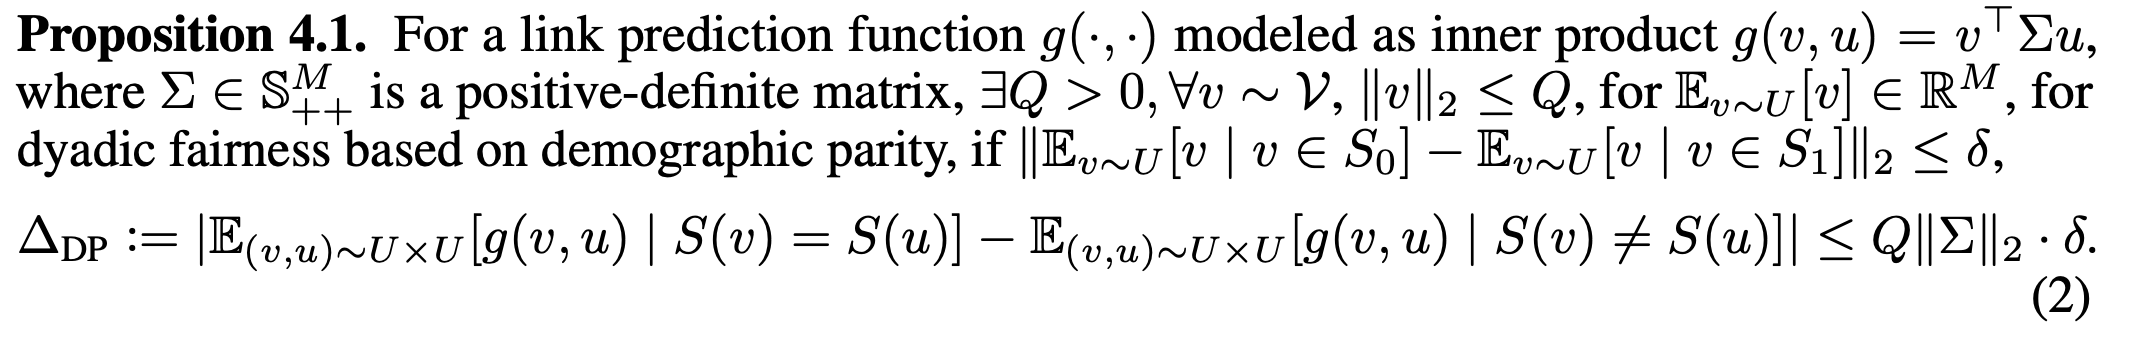 Proposition 4.1. For a link prediction function g(·, ·) modeled as inner product g(v, u) = v⊤Σu,
where Σ ∈ 𝕊^M_{++} is a positive-definite matrix, ∃Q > 0, ∀v ∼ 𝒱, ‖v‖₂ ≤ Q, for 𝔼_{v∼U}[v] ∈ ℝ^M, for
dyadic fairness based on demographic parity, if ‖𝔼_{v∼U}[v | v ∈ S₀] − 𝔼_{v∼U}[v | v ∈ S₁]‖₂ ≤ δ,
Δ_{DP} := |𝔼_{(v,u)∼U×U}[g(v, u) | S(v) = S(u)] − 𝔼_{(v,u)∼U×U}[g(v, u) | S(v) ≠ S(u)]| ≤ Q‖Σ‖₂ · δ.
(2)